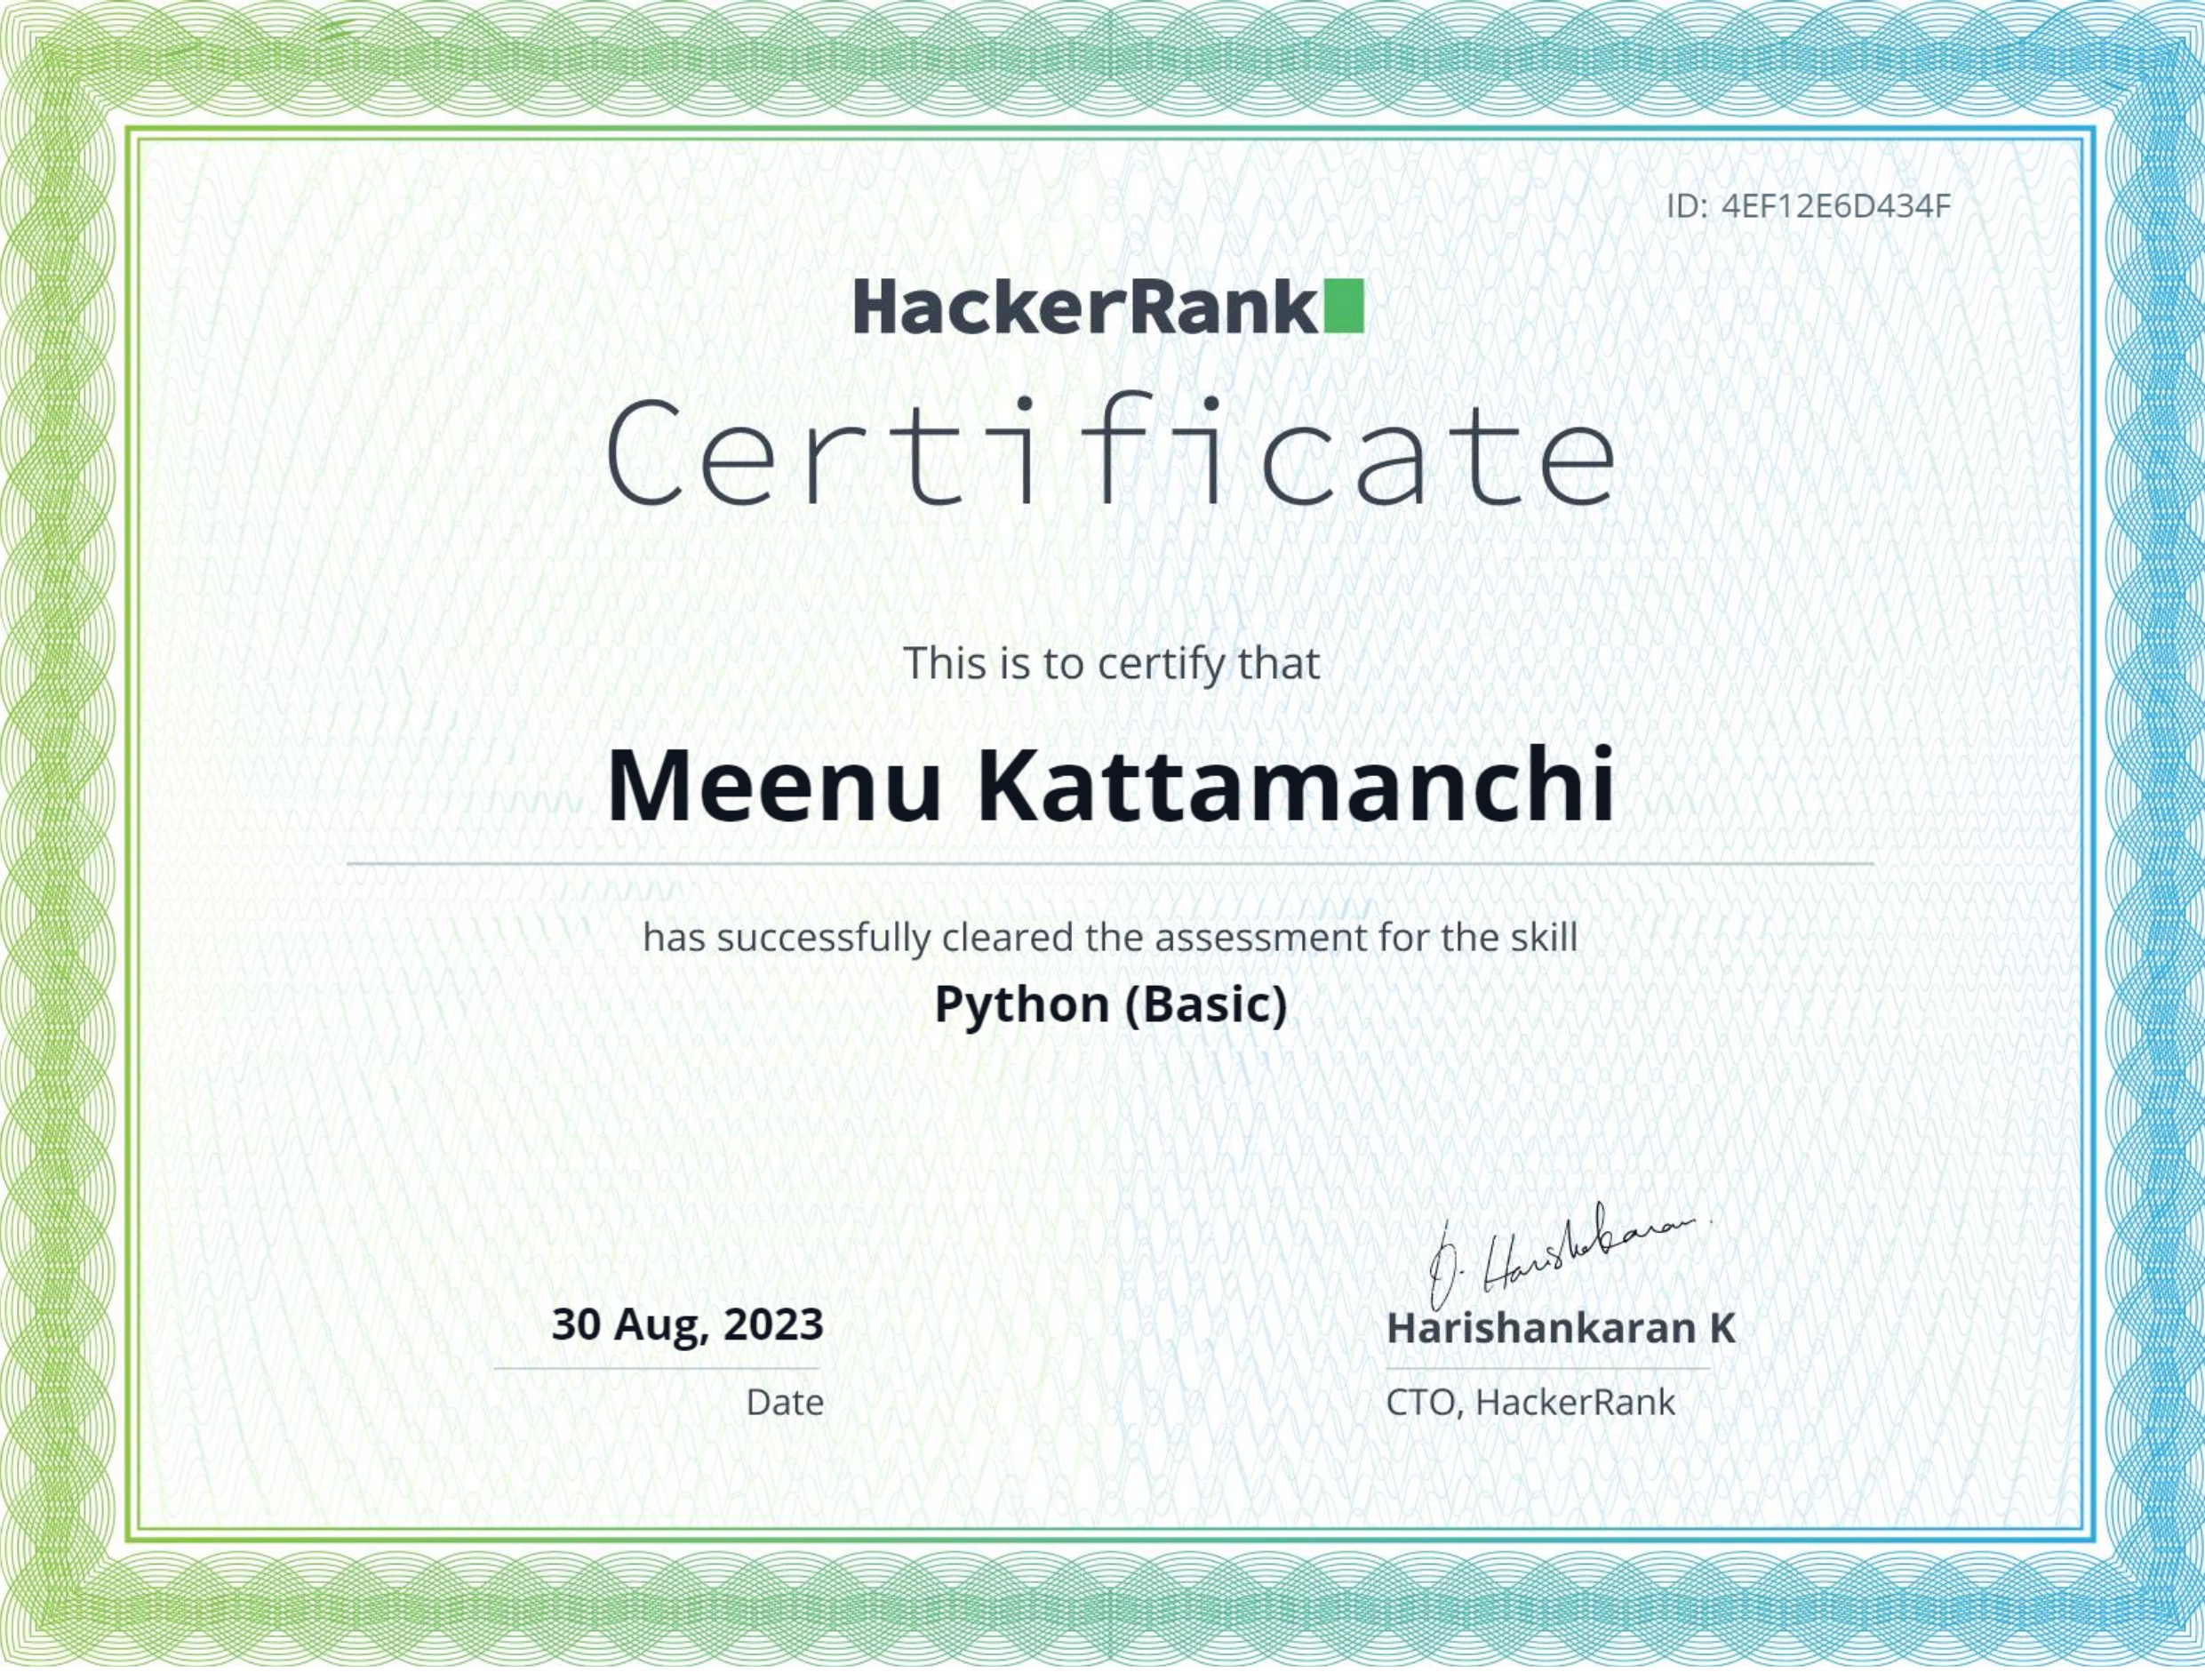 ID: 4EF12E6D434F
HackerRank
Certificate
This is to certify that
Meenu Kattamanchi
has successfully cleared the assessment for the skill
Python (Basic)
30 Aug, 2023
Date
D. Harishankaran
Harishankaran K
CTO, HackerRank